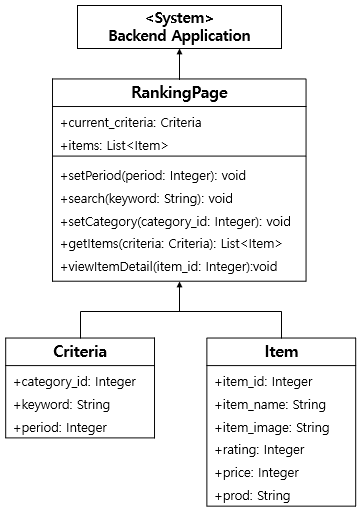 <System>
Backend Application
RankingPage
+current_criteria: Criteria
+items: List<Item>
+setPeriod(period: Integer): void
+search(keyword: String): void
+setCategory(category_id: Integer): void
+getItems(criteria: Criteria): List<Item>
+viewItemDetail(item_id: Integer):void
Criteria
+category_id: Integer
+keyword: String
+period: Integer
Item
+item_id: Integer
+item_name: String
+item_image: String
+rating: Integer
+price: Integer
+prod: String